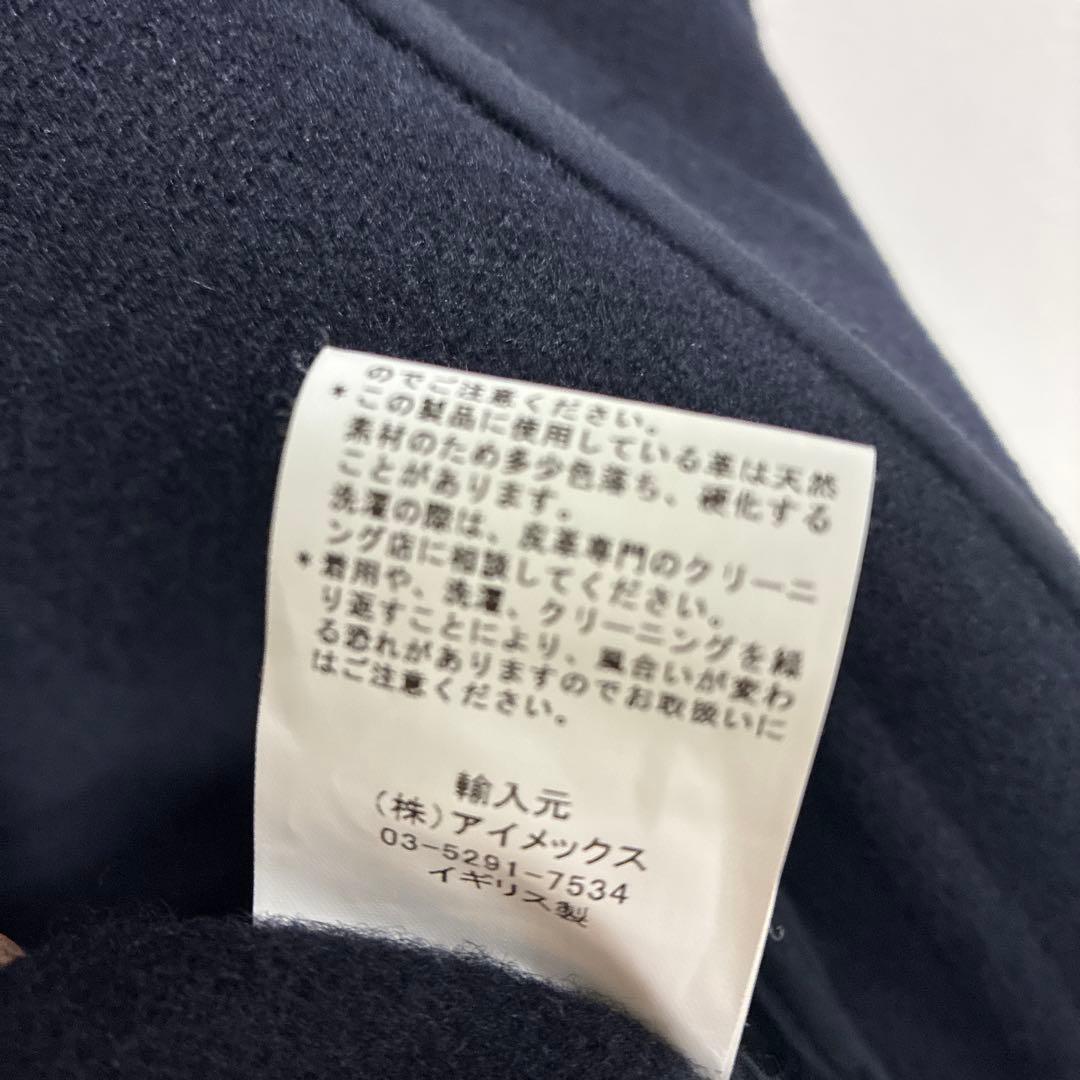 のでご注意ください。
* この製品に使用している革は天然
素材のため多少色落ち、硬化する
ことがあります。
洗濯の際は、皮革専門のクリーニ
ング店に相談してください。
* 着用や、洗濯、クリーニングを繰
り返すことにより、風合いが変わ
る恐れがありますのでお取扱いに
はご注意ください。
輸入元
(株)アイメックス
03-5291-7534
イギリス製